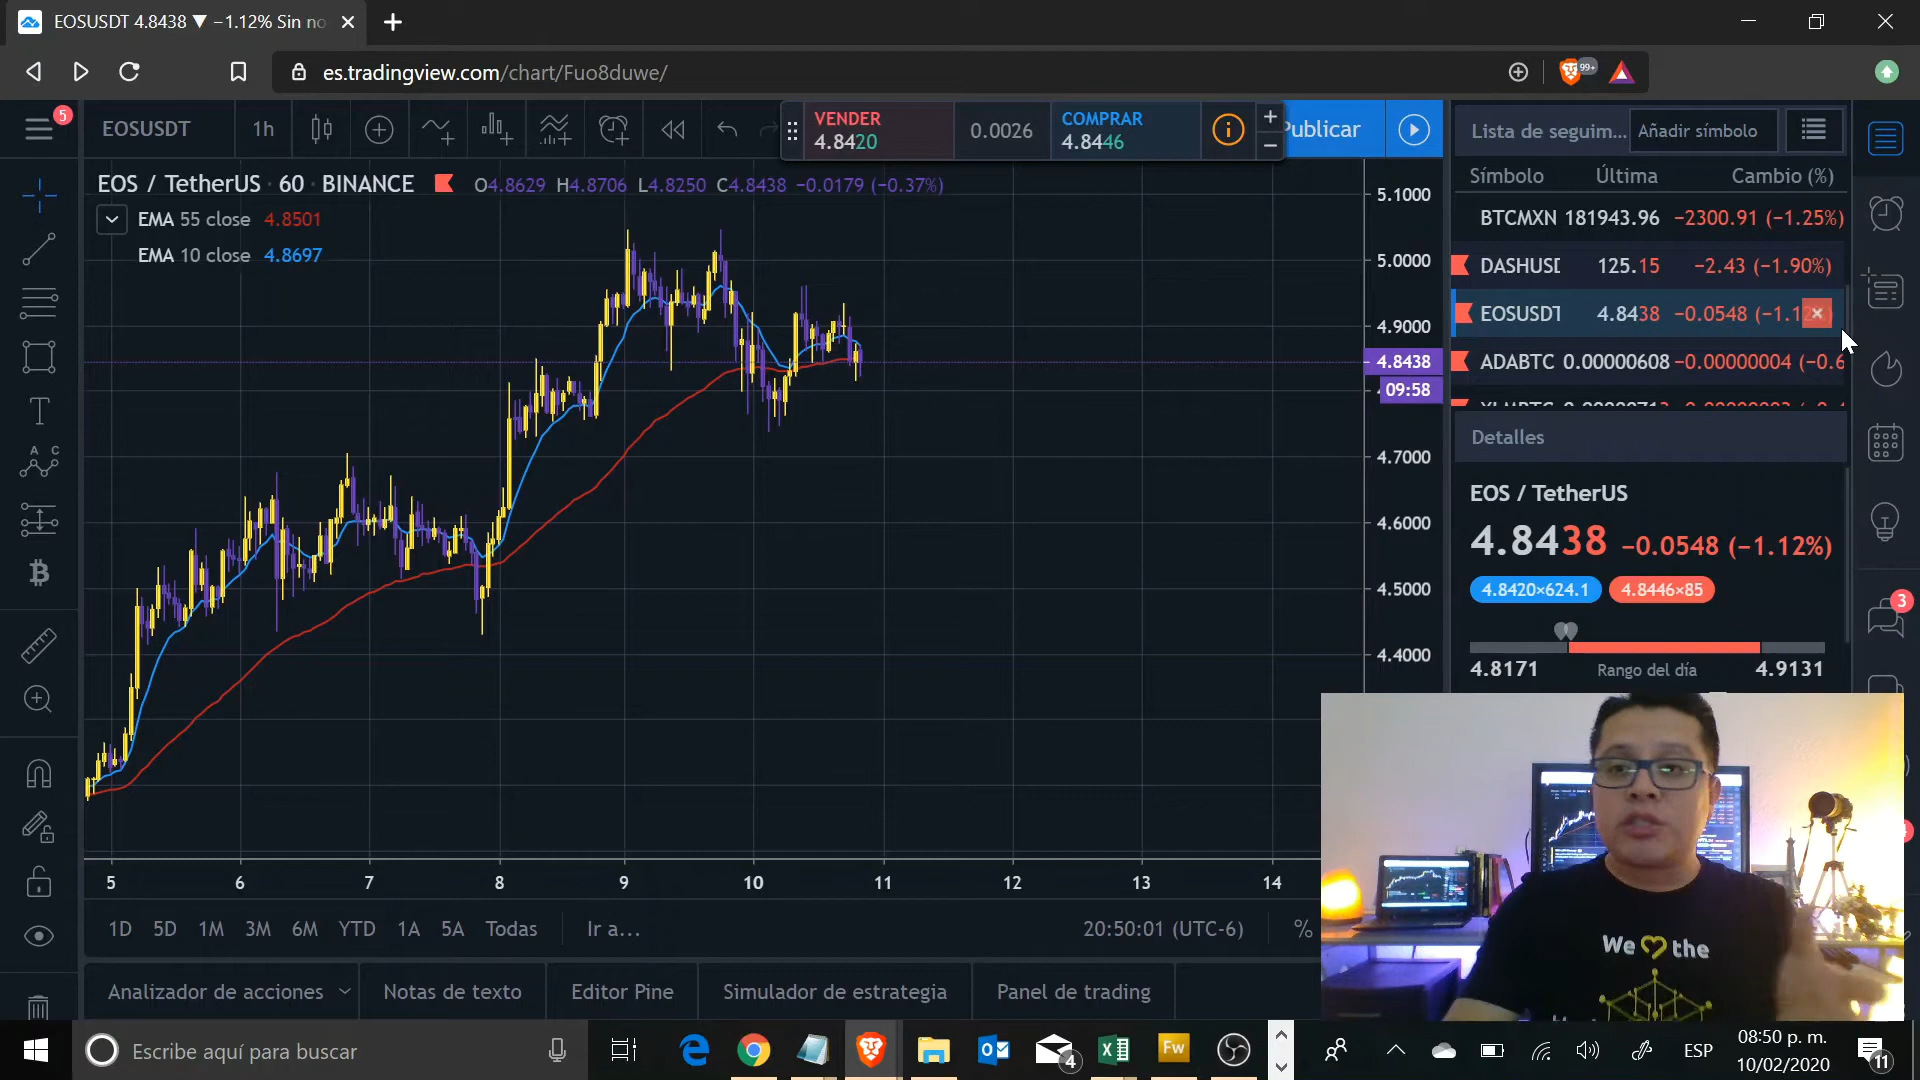 EOSUSDT 4.8438 ▼ −1.12% Sin no
es.tradingview.com/chart/Fuo8duwe/
99+
5
EOSUSDT
1h
VENDER
4.8420
0.0026
COMPRAR
4.8446
Publicar
Lista de seguim...
Añadir símbolo
EOS / TetherUS · 60 · BINANCE
O4.8629 H4.8706 L4.8250 C4.8438 −0.0179 (−0.37%)
EMA 55 close 4.8501
EMA 10 close 4.8697
5.1000
5.0000
4.9000
4.8438
09:58
4.7000
4.6000
4.5000
4.4000
Símbolo Última Cambio (%)
BTCMXN 181943.96 −2300.91 (−1.25%)
DASHUSD 125.15 −2.43 (−1.90%)
EOSUSDT 4.8438 −0.0548 (−1.12%)
ADABTC 0.00000608 −0.00000004 (−0.6
Detalles
EOS / TetherUS
4.8438 −0.0548 (−1.12%)
4.8420×624.1 4.8446×85
4.8171 Rango del día 4.9131
3
We the
5 6 7 8 9 10 11 12 13 14
1D 5D 1M 3M 6M YTD 1A 5A Todas Ir a...
20:50:01 (UTC-6) %
Analizador de acciones Notas de texto Editor Pine Simulador de estrategia Panel de trading
Escribe aquí para buscar
4
Fw
ESP
08:50 p. m.
10/02/2020
11